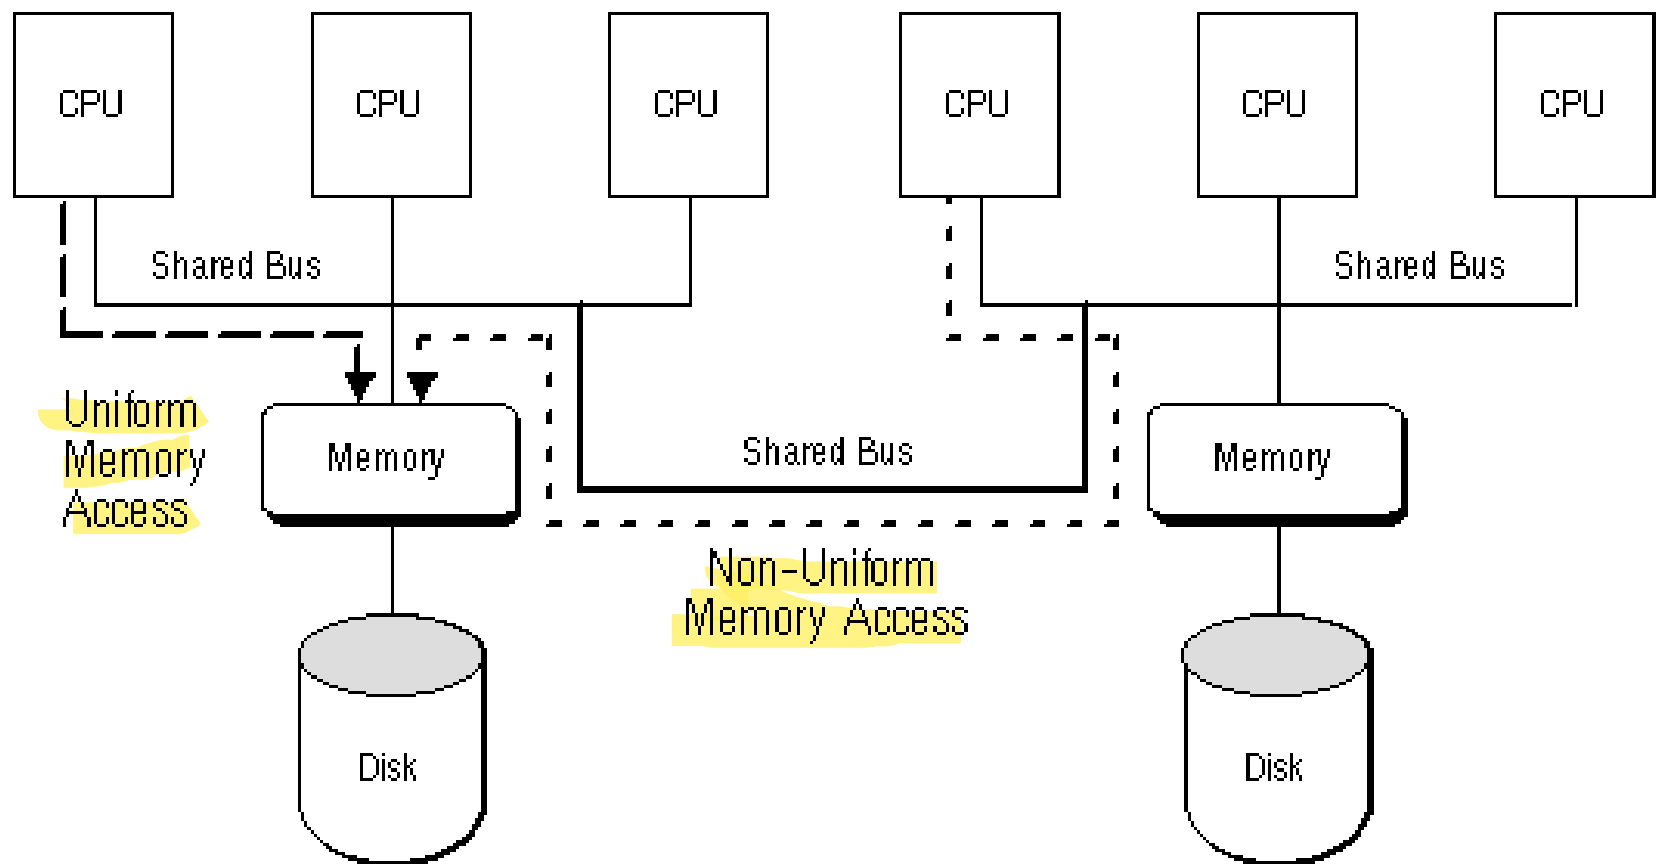 CPU
CPU
CPU
CPU
CPU
CPU
Shared Bus
Shared Bus
Uniform
Memory
Access
Memory
Shared Bus
Memory
Non-Uniform
Memory Access
Disk
Disk